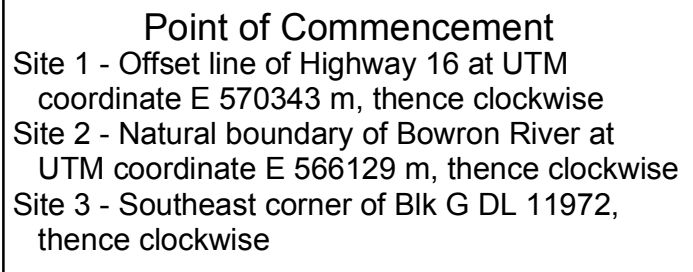 Point of Commencement
Site 1 - Offset line of Highway 16 at UTM
coordinate E 570343 m, thence clockwise
Site 2 - Natural boundary of Bowron River at
UTM coordinate E 566129 m, thence clockwise
Site 3 - Southeast corner of Blk G DL 11972,
thence clockwise